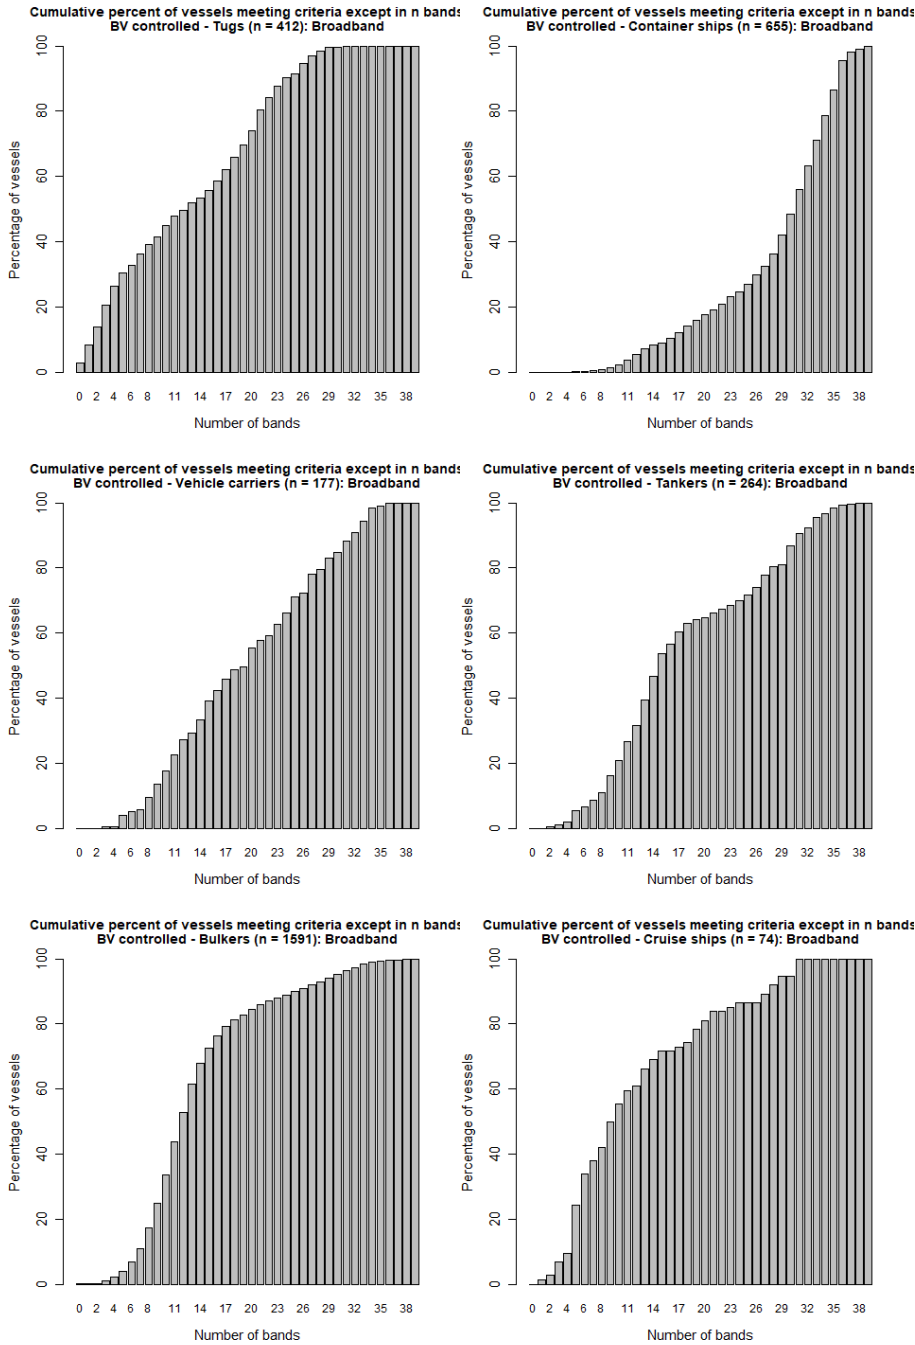 Cumulative percent of vessels meeting criteria except in n bands
BV controlled - Tugs (n = 412): Broadband
Percentage of vessels
0 20 40 60 80 100
0 2 4 6 8 11 14 17 20 23 26 29 32 35 38
Number of bands
Cumulative percent of vessels meeting criteria except in n bands
BV controlled - Container ships (n = 655): Broadband
Percentage of vessels
0 20 40 60 80 100
0 2 4 6 8 11 14 17 20 23 26 29 32 35 38
Number of bands
Cumulative percent of vessels meeting criteria except in n bands
BV controlled - Vehicle carriers (n = 177): Broadband
Percentage of vessels
0 20 40 60 80 100
0 2 4 6 8 11 14 17 20 23 26 29 32 35 38
Number of bands
Cumulative percent of vessels meeting criteria except in n bands
BV controlled - Tankers (n = 264): Broadband
Percentage of vessels
0 20 40 60 80 100
0 2 4 6 8 11 14 17 20 23 26 29 32 35 38
Number of bands
Cumulative percent of vessels meeting criteria except in n bands
BV controlled - Bulkers (n = 1591): Broadband
Percentage of vessels
0 20 40 60 80 100
0 2 4 6 8 11 14 17 20 23 26 29 32 35 38
Number of bands
Cumulative percent of vessels meeting criteria except in n bands
BV controlled - Cruise ships (n = 74): Broadband
Percentage of vessels
0 20 40 60 80 100
0 2 4 6 8 11 14 17 20 23 26 29 32 35 38
Number of bands